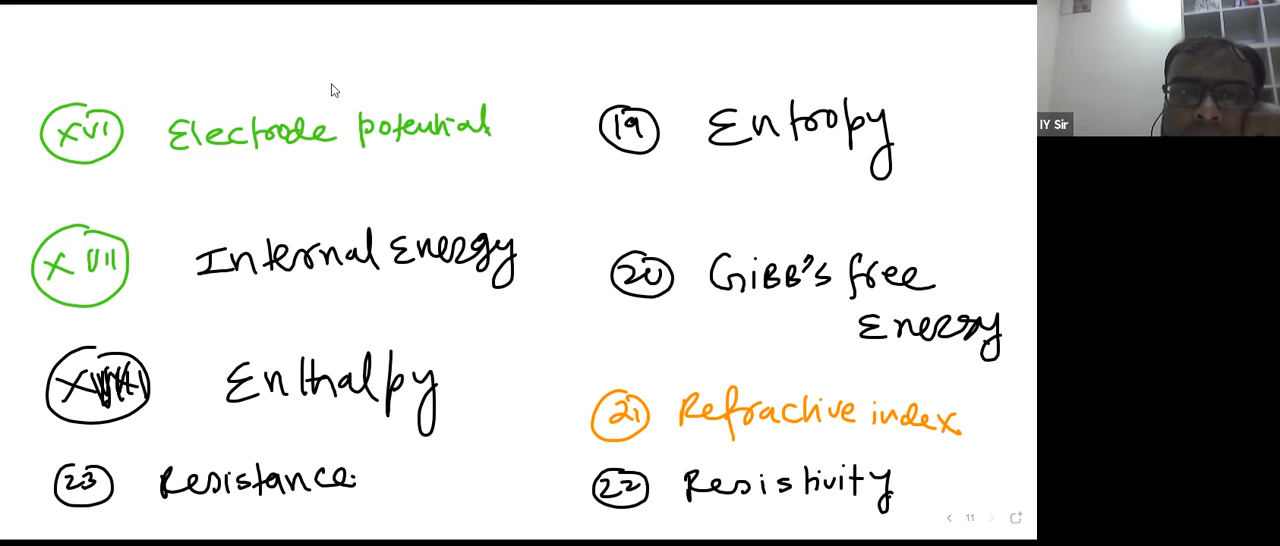 XVI Electrode potential
XVII Internal Energy
Enthalpy
23 Resistance
19 Entropy
20 GIBB's free
Energy
21 Refractive index
22 Resistivity
IY Sir
11